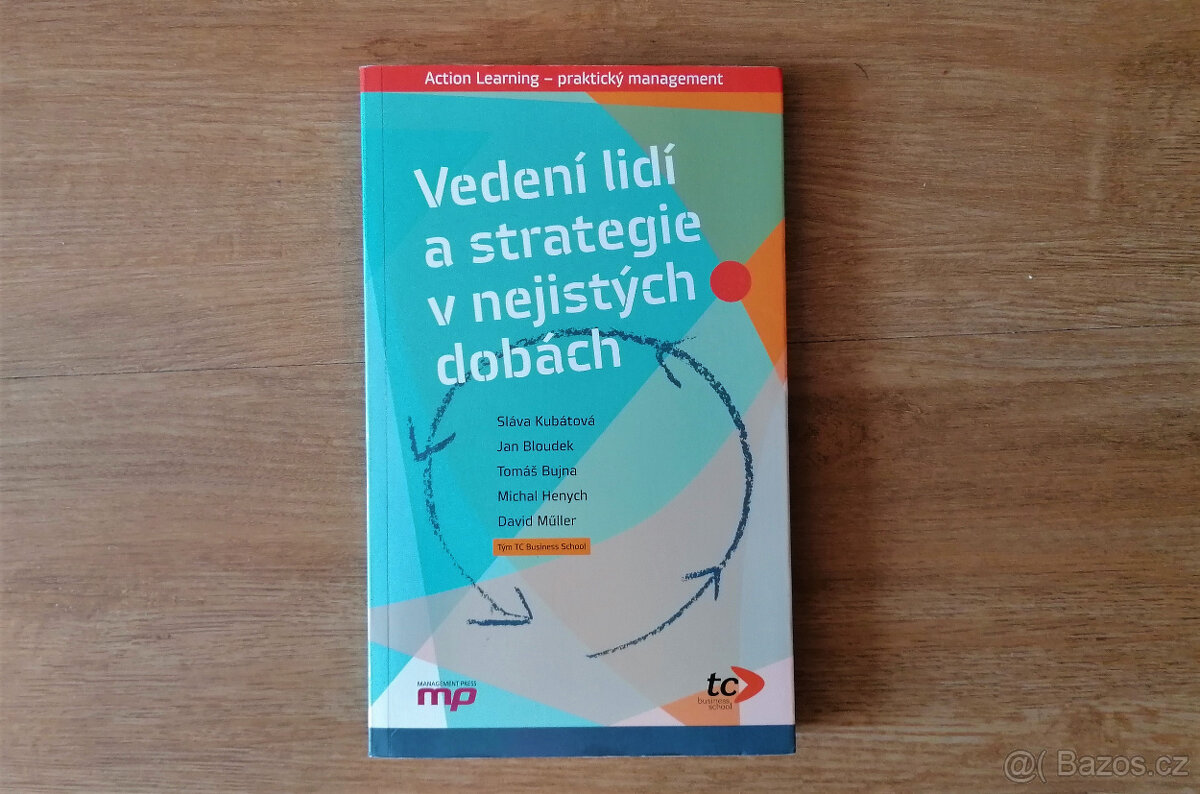 Action Learning – praktický management
Vedení lidí
a strategie
v nejistých
dobách
Sláva Kubátová
Jan Bloudek
Tomáš Bujna
Michal Henych
David Műller
Tým TC Business School
MANAGEMENT PRESS
mp
tc
business
school
@( Bazos.cz